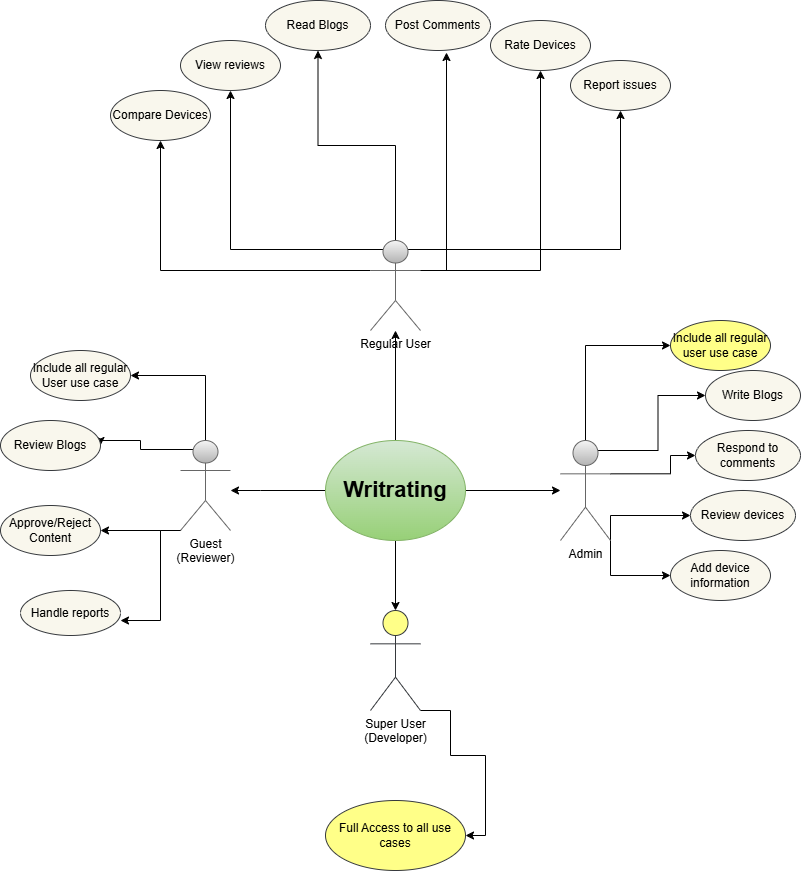 Read Blogs
Post Comments
Rate Devices
View reviews
Report issues
Compare Devices
Regular User
Include all regular
User use case
Review Blogs
Approve/Reject
Content
Handle reports
Guest
(Reviewer)
Writrating
Include all regular
user use case
Write Blogs
Respond to
comments
Review devices
Add device
information
Admin
Super User
(Developer)
Full Access to all use
cases